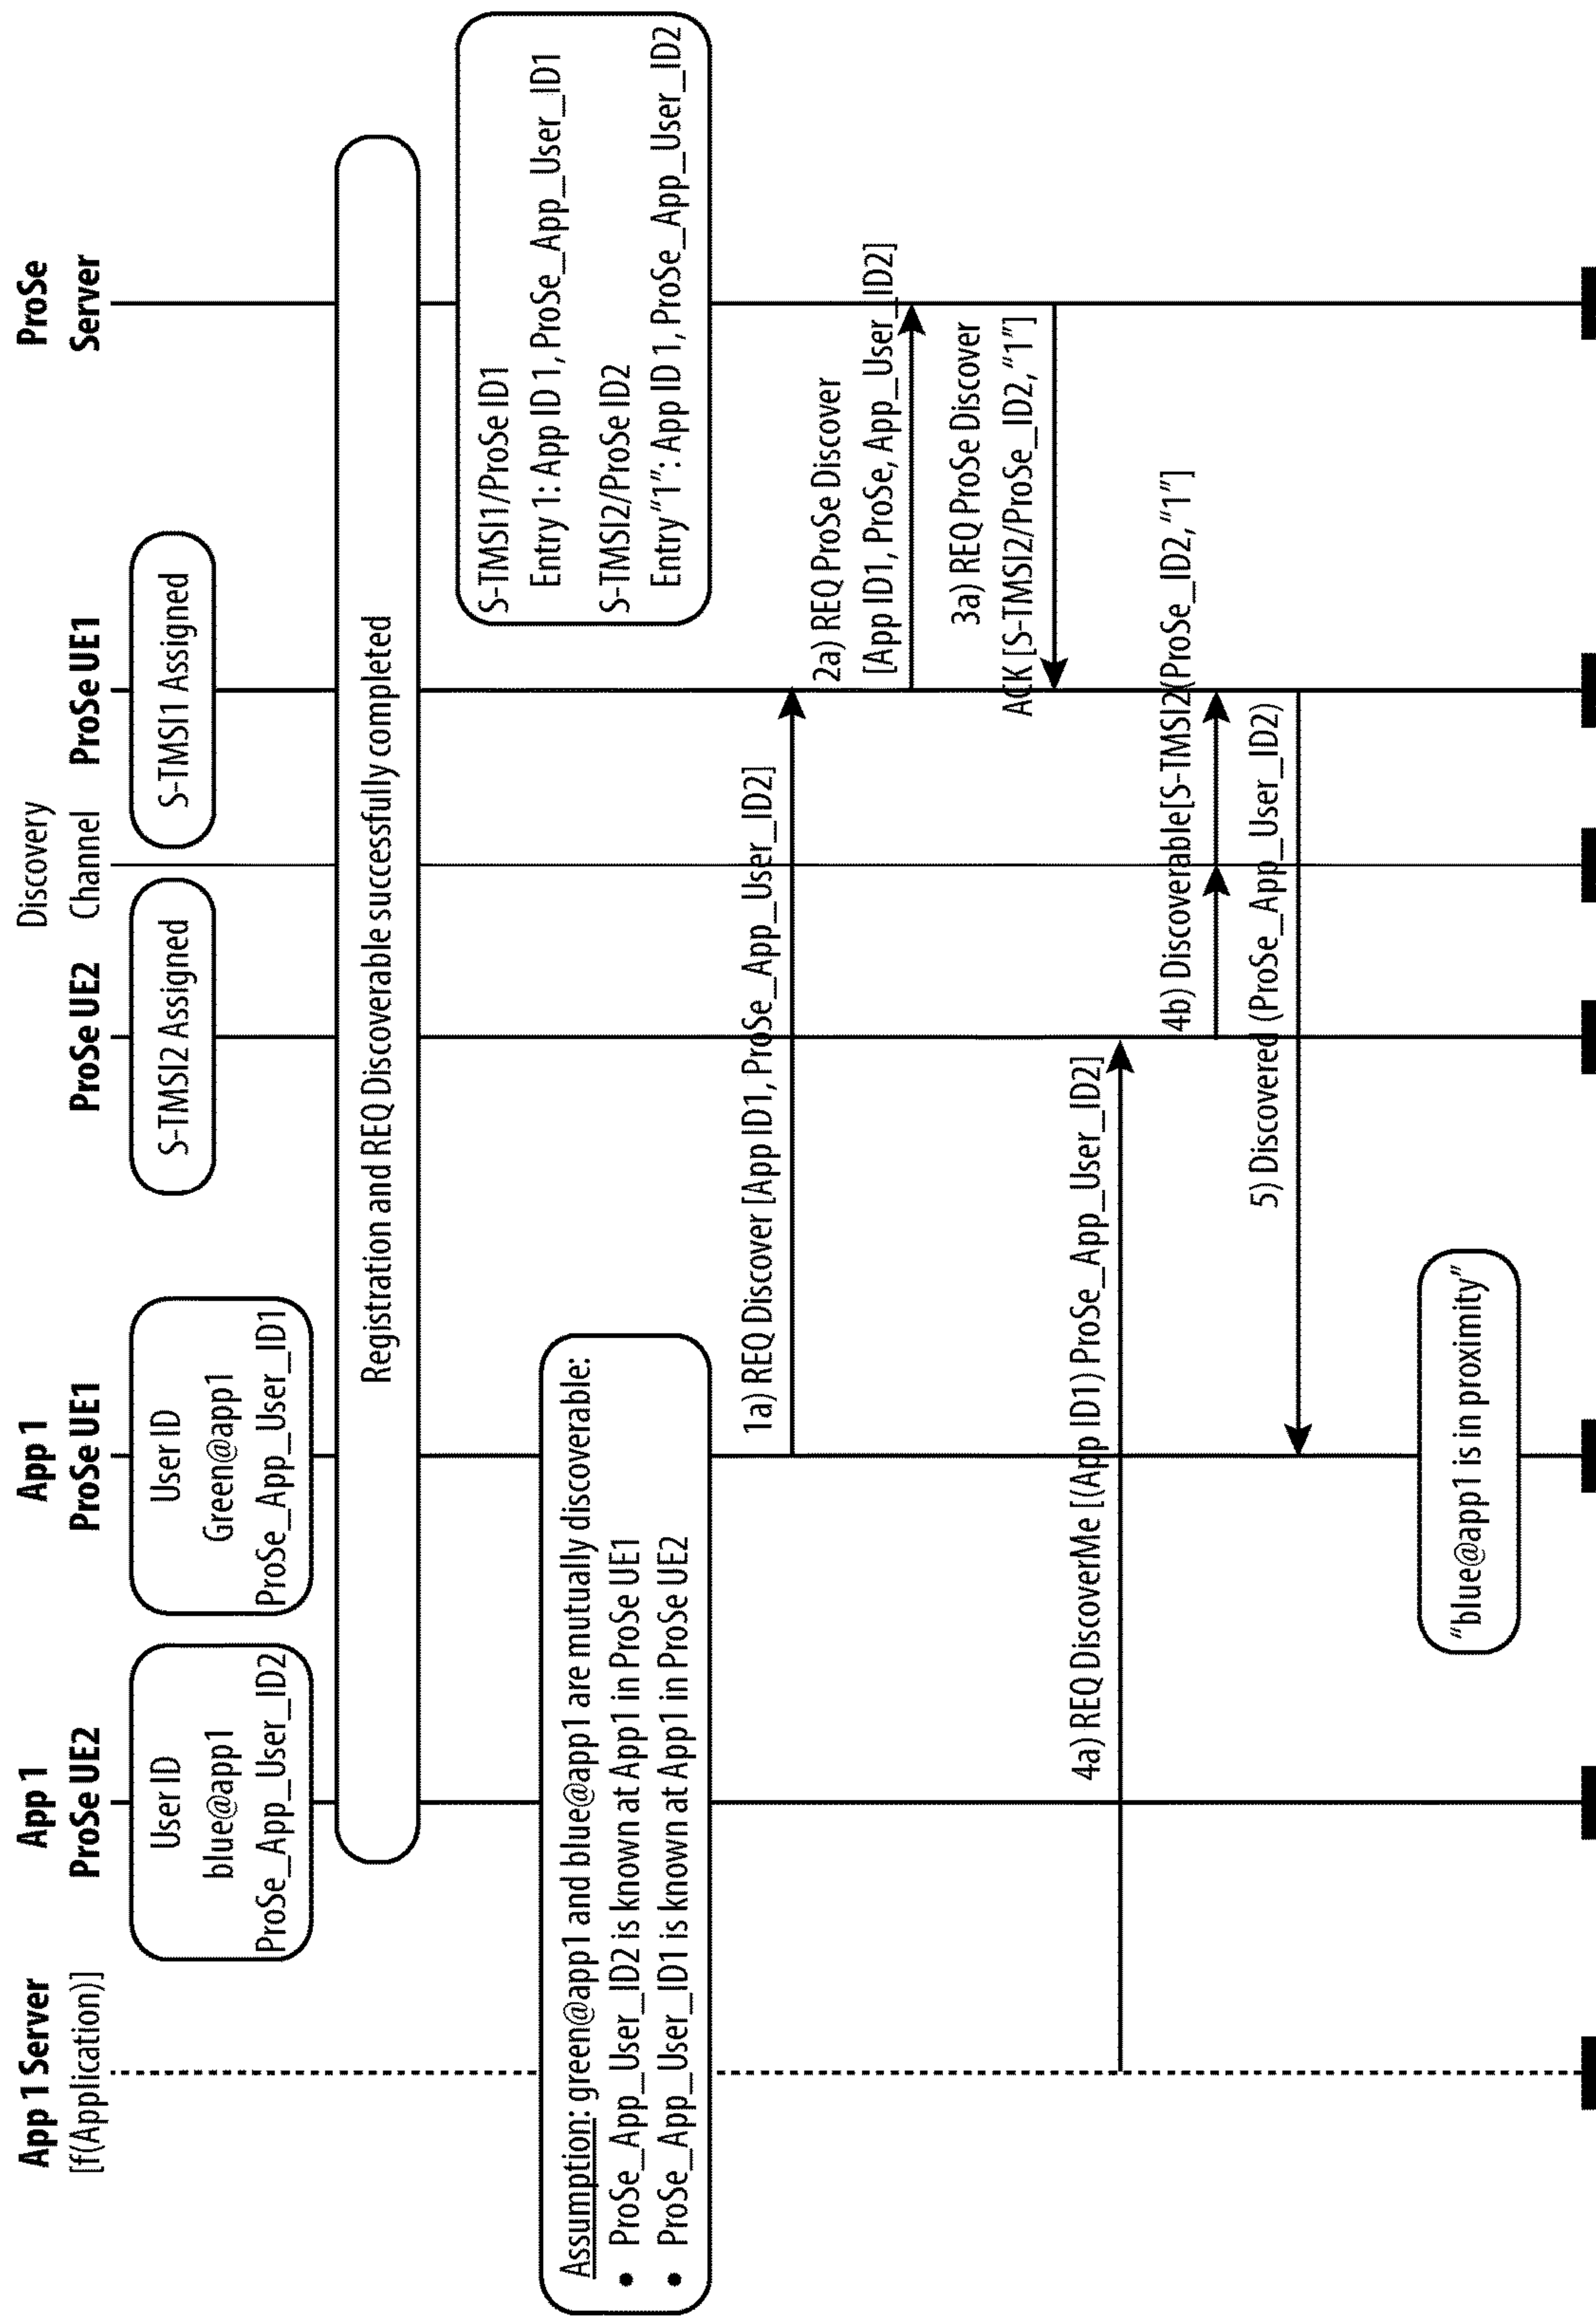 App 1 Server
[f(Application)]
App 1
ProSe UE2
App 1
ProSe UE1
ProSe UE2
Discovery
Channel
ProSe UE1
ProSe
Server
User ID
blue@app1
ProSe_App_User_ID2
User ID
Green@app1
ProSe_App_User_ID1
S-TMSI2 Assigned
S-TMSI1 Assigned
Registration and REQ Discoverable successfully completed
S-TMSI1/ProSe ID1
Entry 1: App ID 1, ProSe_App_User_ID1
S-TMSI2/ProSe ID2
Entry"1": App ID 1, ProSe_App_User_ID2
Assumption: green@app1 and blue@app1 are mutually discoverable:
• ProSe_App_User_ID2 is known at App1 in ProSe UE1
• ProSe_App_User_ID1 is known at App1 in ProSe UE2
1a) REQ Discover [App ID1, ProSe_App_User_ID2]
2a) REQ ProSe Discover
[App ID1, ProSe, App_User_ID2]
3a) REQ ProSe Discover
ACK [S-TMSI2/ProSe_ID2, "1"]
4a) REQ DiscoverMe [(App ID1) ProSe_App_User_ID2]
4b) Discoverable[S-TMSI2(ProSe_ID2, "1"]
5) Discovered (ProSe_App_User_ID2)
"blue@app1 is in proximity"